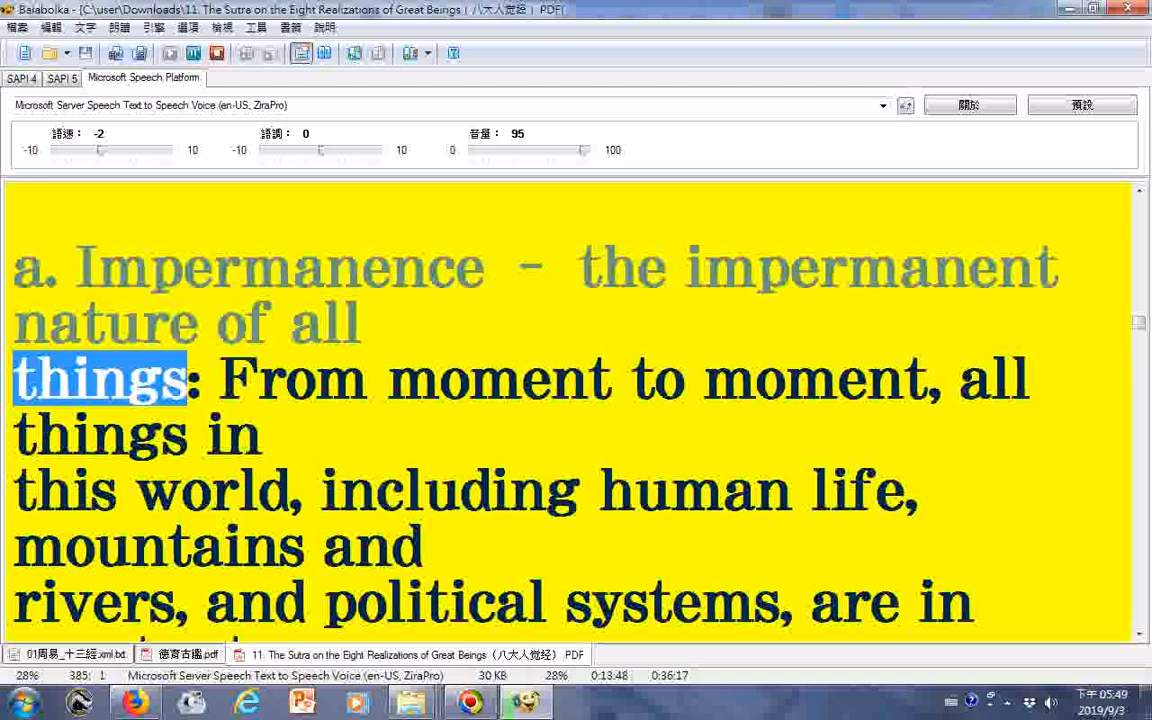 Balabolka - [C:\user\Downloads\11. The Sutra on the Eight Realizations of Great Beings (八大人觉经) PDF(
檔案 編輯 文字 朗讀 引擎 選項 檢視 工具 書籤 說明
SAPI 4 SAPI 5 Microsoft Speech Platform
Microsoft Server Speech Text to Speech Voice (en-US, ZiraPro) 關於 預設
語速： -2 語調： 0 音量： 95
-10 10 -10 10 0 100
a. Impermanence - the impermanent
nature of all
things: From moment to moment, all
things in
this world, including human life,
mountains and
rivers, and political systems, are in
01周易_十三經.xml.txt 德育古鑑.pdf 11. The Sutra on the Eight Realizations of Great Beings（八大人觉经） PDF
28% 385: 1 Microsoft Server Speech Text to Speech Voice (en-US, ZiraPro) 30 KB 28% 0:13:48 0:36:17
下午 05:49
2019/9/3